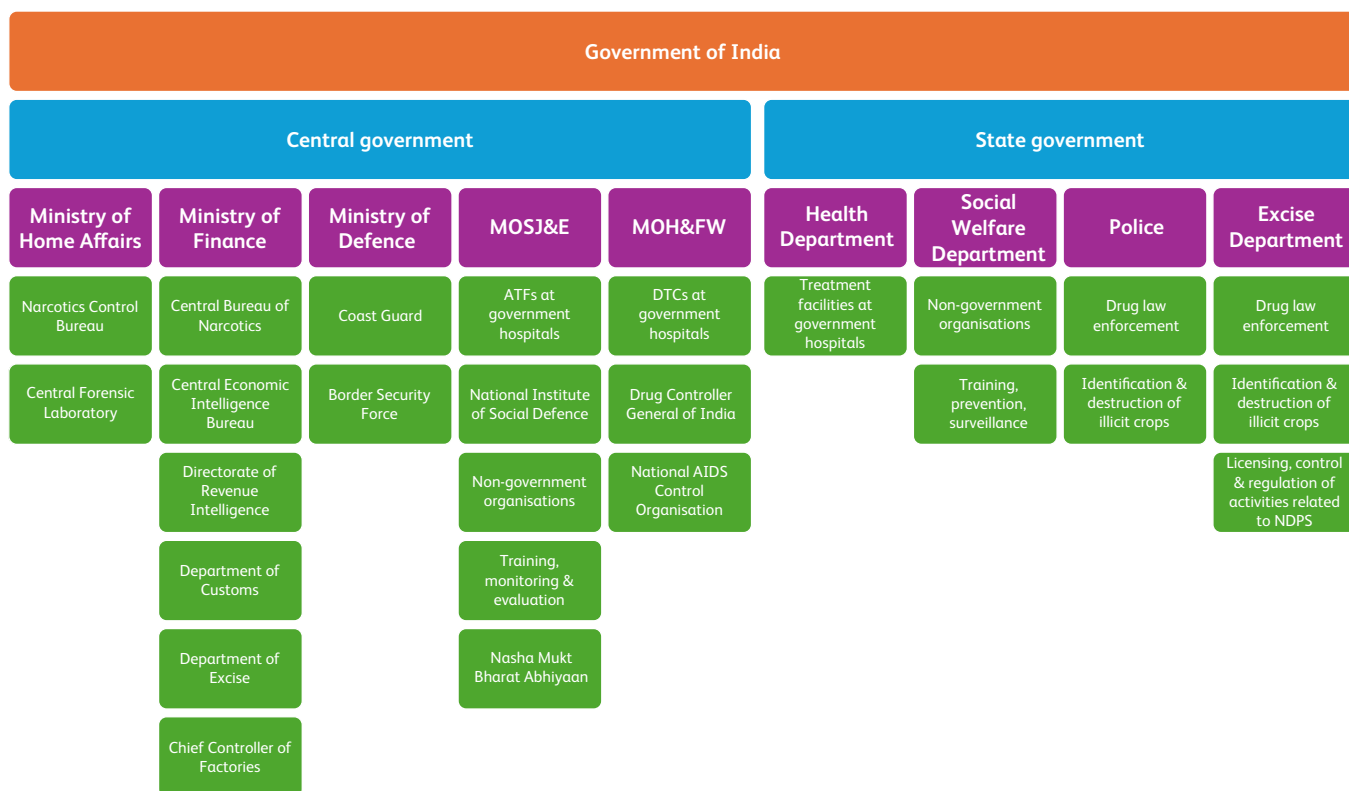 Government of India
Central government
State government
Ministry of
Home Affairs
Ministry of
Finance
Ministry of
Defence
MOSJ&E
MOH&FW
Health
Department
Social
Welfare
Department
Police
Excise
Department
Narcotics Control
Bureau
Central Bureau of
Narcotics
Coast Guard
ATFs at
government
hospitals
DTCs at
government
hospitals
Treatment
facilities at
government
hospitals
Non-government
organisations
Drug law
enforcement
Drug law
enforcement
Central Forensic
Laboratory
Central Economic
Intelligence
Bureau
Border Security
Force
National Institute
of Social Defence
Drug Controller
General of India
Training,
prevention,
surveillance
Identification &
destruction of
illicit crops
Identification &
destruction of
illicit crops
Directorate of
Revenue
Intelligence
Non-government
organisations
National AIDS
Control
Organisation
Licensing, control
& regulation of
activities related
to NDPS
Department of
Customs
Training,
monitoring &
evaluation
Department of
Excise
Nasha Mukt
Bharat Abhiyaan
Chief Controller of
Factories